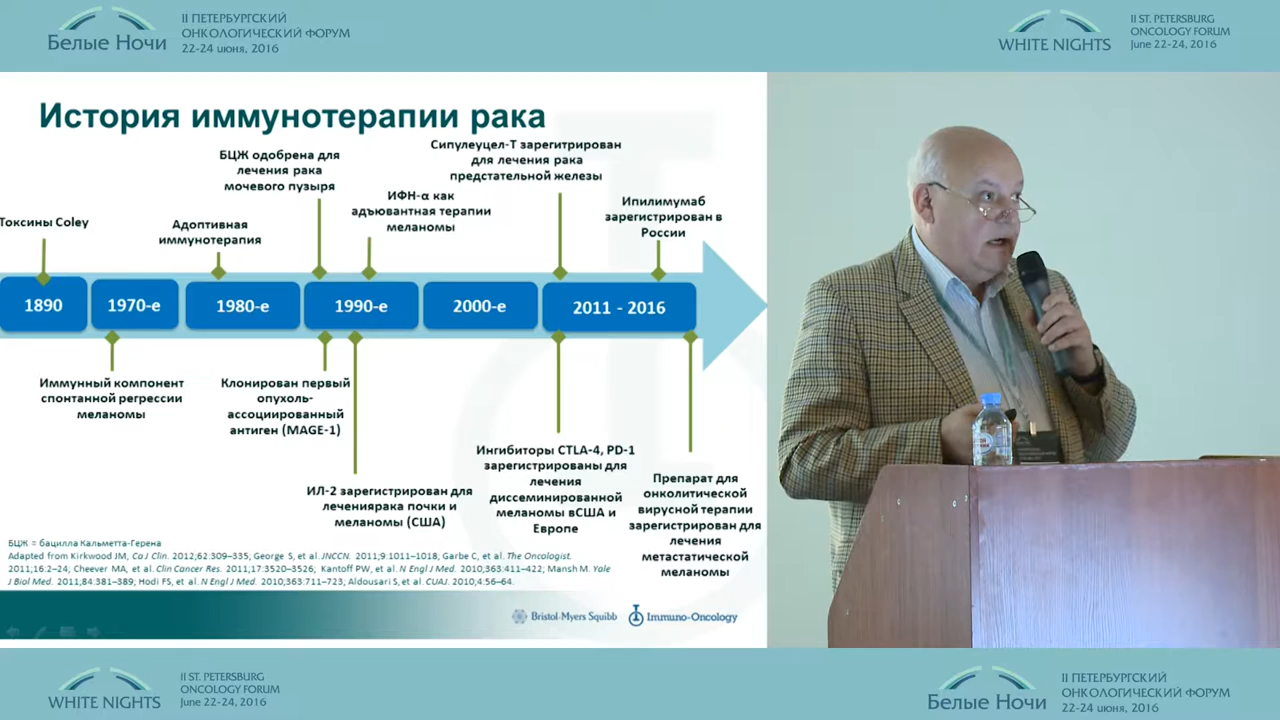 Белые Ночи
II ПЕТЕРБУРГСКИЙ
ОНКОЛОГИЧЕСКИЙ ФОРУМ
22-24 июня, 2016
WHITE NIGHTS
II ST. PETERSBURG
ONCOLOGY FORUM
June 22-24, 2016
История иммунотерапии рака
Токсины Coley
Адоптивная
иммунотерапия
БЦЖ одобрена для
лечения рака
мочевого пузыря
ИФН-α как
адъювантная терапии
меланомы
Сипулеуцел-Т зарегитрирован
для лечения рака
предстательной железы
Ипилимумаб
зарегистрирован в
России
1890
1970-е
1980-е
1990-е
2000-е
2011 - 2016
Иммунный компонент
спонтанной регрессии
меланомы
Клонирован первый
опухоль-
ассоциированный
антиген (MAGE-1)
ИЛ-2 зарегистрирован для
лечениярака почки и
меланомы (США)
Ингибиторы CTLA-4, PD-1
зарегистрированы для
лечения
диссеминированной
меланомы вСША и
Европе
Препарат для
онколитической
вирусной терапии
зарегистрирован для
лечения
метастатической
меланомы
БЦЖ = бацилла Кальметта-Герена
Adapted from Kirkwood JM, Ca J Clin. 2012;62:309–335; George S, et al. JNCCN. 2011;9:1011–1018, Garbe C, et al. The Oncologist.
2011;16:2–24; Cheever MA, et al. Clin Cancer Res. 2011;17:3520–3526; Kantoff PW, et al. N Engl J Med. 2010;363:411–422; Mansh M. Yale
J Biol Med. 2011;84:381–389; Hodi FS, et al. N Engl J Med. 2010;363:711–723; Aldousari S, et al. CUAJ. 2010;4:56–64.
Bristol-Myers Squibb
Immuno-Oncology
WHITE NIGHTS
II ST. PETERSBURG
ONCOLOGY FORUM
June 22-24, 2016
Белые Ночи
II ПЕТЕРБУРГСКИЙ
ОНКОЛОГИЧЕСКИЙ ФОРУМ
22-24 июня, 2016